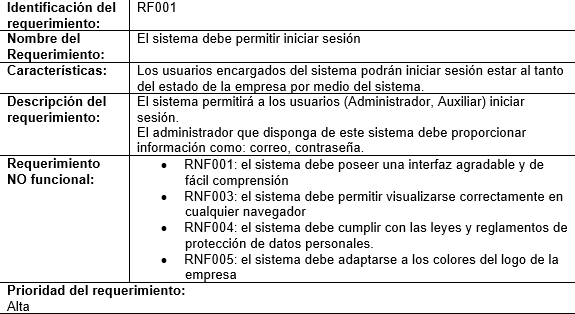 Identificación del requerimiento:
RF001
Nombre del Requerimiento:
El sistema debe permitir iniciar sesión
Características:
Los usuarios encargados del sistema podrán iniciar sesión estar al tanto
del estado de la empresa por medio del sistema.
Descripción del requerimiento:
El sistema permitirá a los usuarios (Administrador, Auxiliar) iniciar
sesión.
El administrador que disponga de este sistema debe proporcionar
información como: correo, contraseña.
Requerimiento NO funcional:
• RNF001: el sistema debe poseer una interfaz agradable y de
fácil comprensión
• RNF003: el sistema debe permitir visualizarse correctamente en
cualquier navegador
• RNF004: el sistema debe cumplir con las leyes y reglamentos de
protección de datos personales.
• RNF005: el sistema debe adaptarse a los colores del logo de la
empresa
Prioridad del requerimiento:
Alta